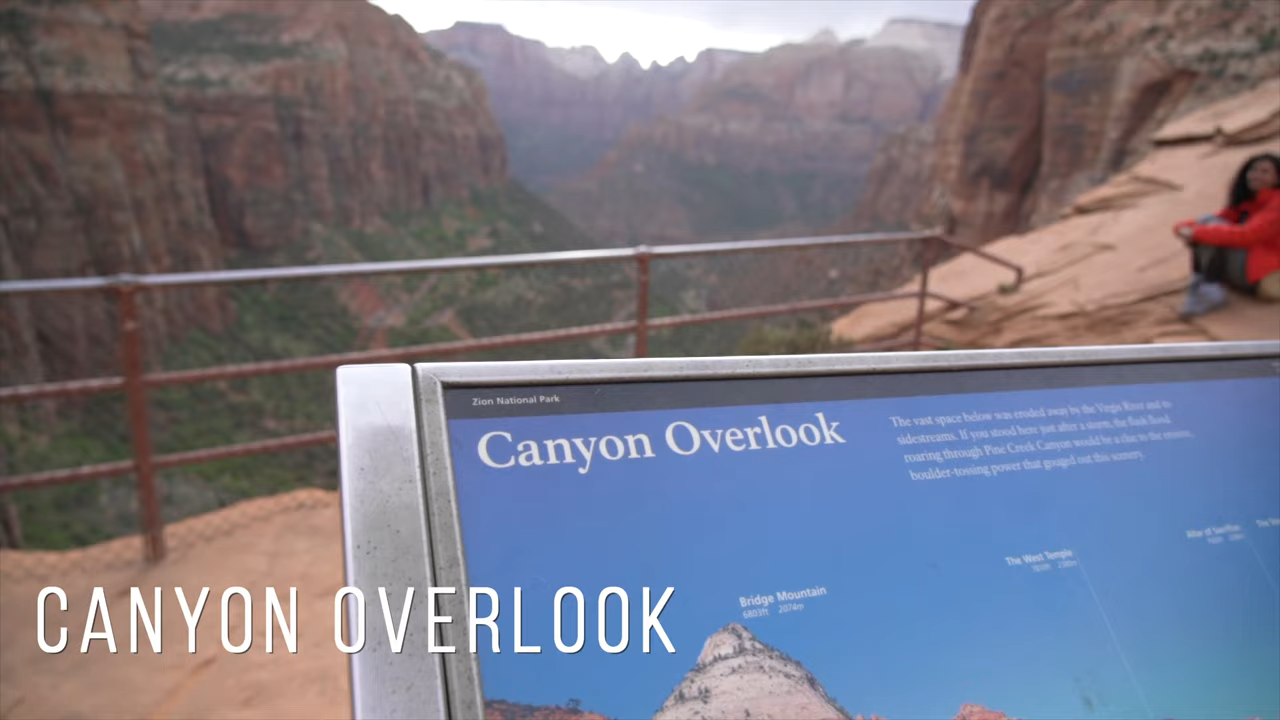 Zion National Park
Canyon Overlook
The vast space below was eroded away by the Virgin River and its
sidestreams. If you stood here just after a storm, the flash flood
roaring through Pine Creek Canyon would be a clue to the erosive,
boulder-tossing power that gouged out this scenery.
Altar of Sacrifice
The West Temple
Bridge Mountain
6803ft 2074m
CANYON OVERLOOK